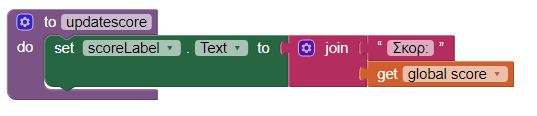 to updatescore
do set scoreLabel . Text to join “ Σκορ: ”
get global score